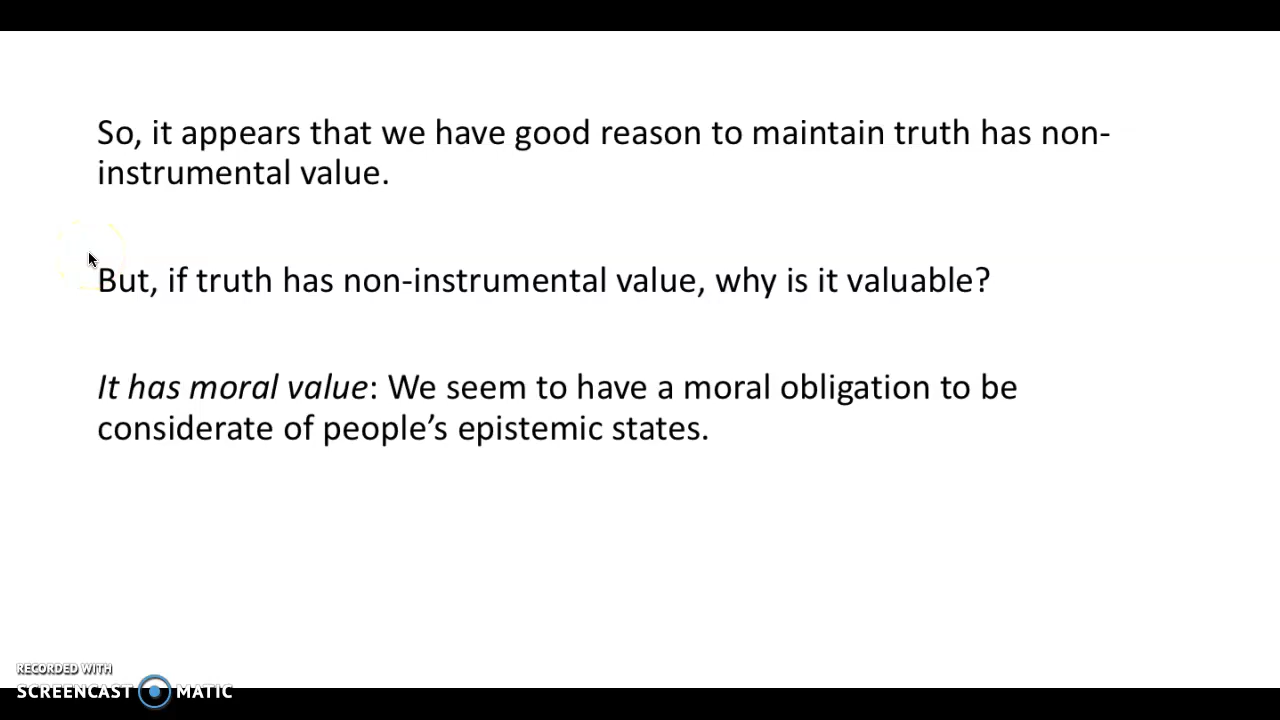 So, it appears that we have good reason to maintain truth has non-
instrumental value.
But, if truth has non-instrumental value, why is it valuable?
It has moral value: We seem to have a moral obligation to be
considerate of people’s epistemic states.
RECORDED WITH
SCREENCAST MATIC